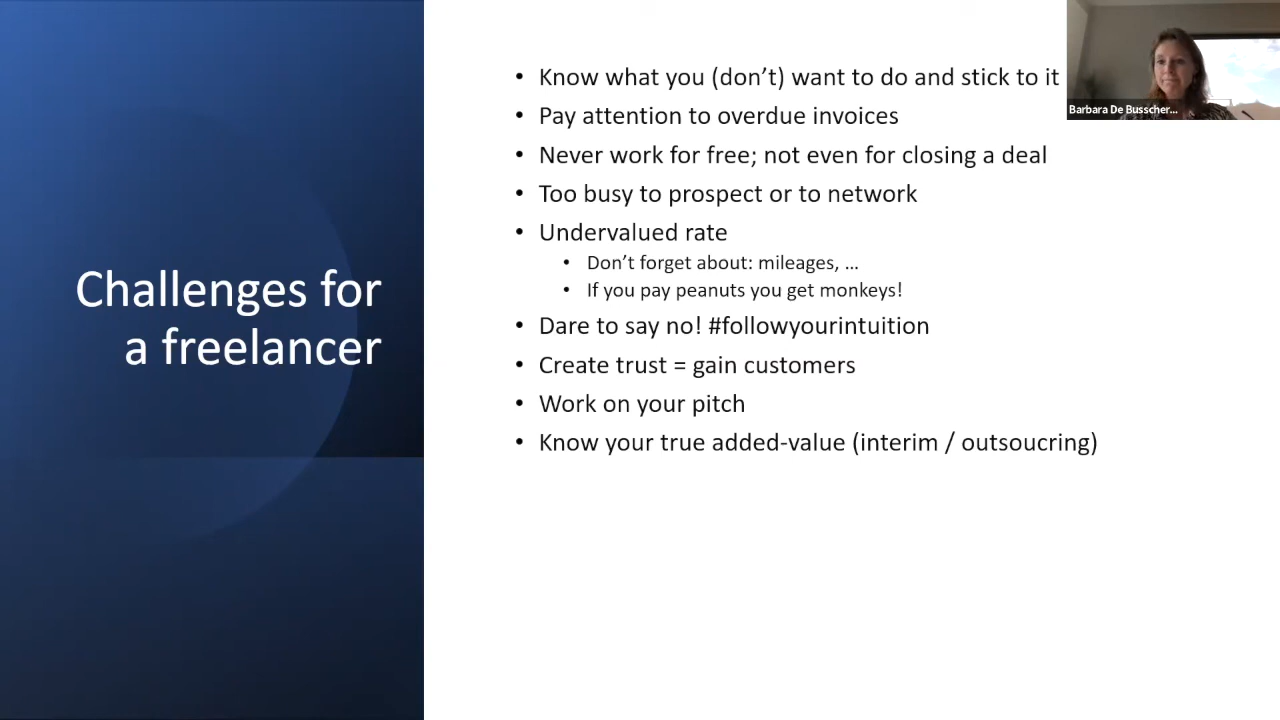 Challenges for
a freelancer
• Know what you (don’t) want to do and stick to it
• Pay attention to overdue invoices
• Never work for free; not even for closing a deal
• Too busy to prospect or to network
• Undervalued rate
• Don’t forget about: mileages, ...
• If you pay peanuts you get monkeys!
• Dare to say no! #followyourintuition
• Create trust = gain customers
• Work on your pitch
• Know your true added-value (interim / outsoucring)
Barbara De Busscher...